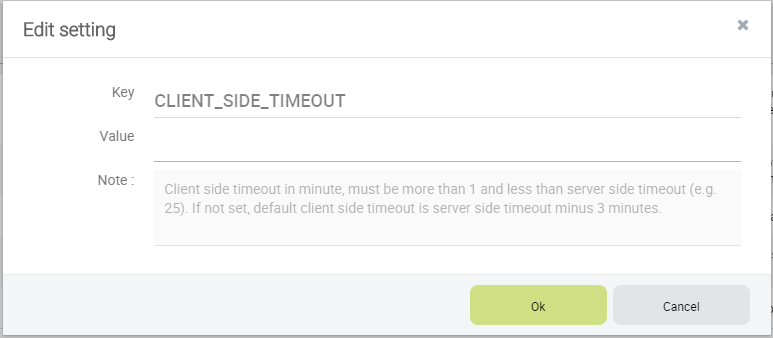 Edit setting
Key
CLIENT_SIDE_TIMEOUT
Value
Note :
Client side timeout in minute, must be more than 1 and less than server side timeout (e.g.
25). If not set, default client side timeout is server side timeout minus 3 minutes.
Ok
Cancel